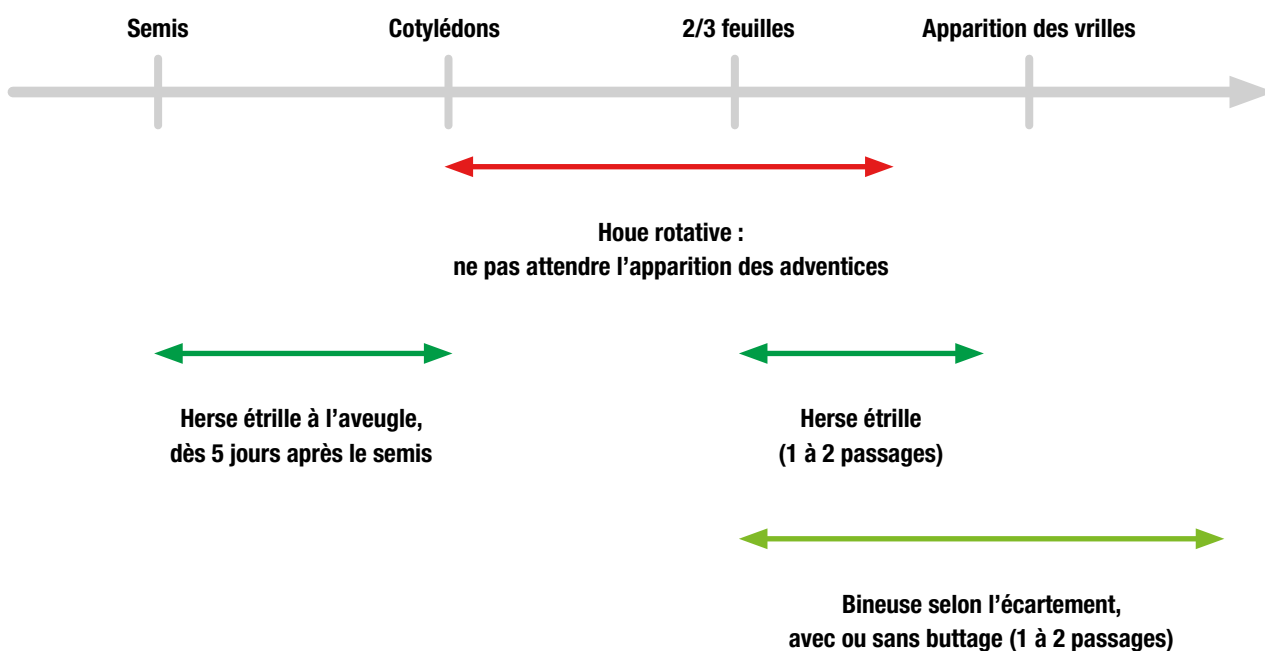 Semis
Cotylédons
2/3 feuilles
Apparition des vrilles
Houe rotative :
ne pas attendre l’apparition des adventices
Herse étrille à l’aveugle,
dès 5 jours après le semis
Herse étrille
(1 à 2 passages)
Bineuse selon l’écartement,
avec ou sans buttage (1 à 2 passages)